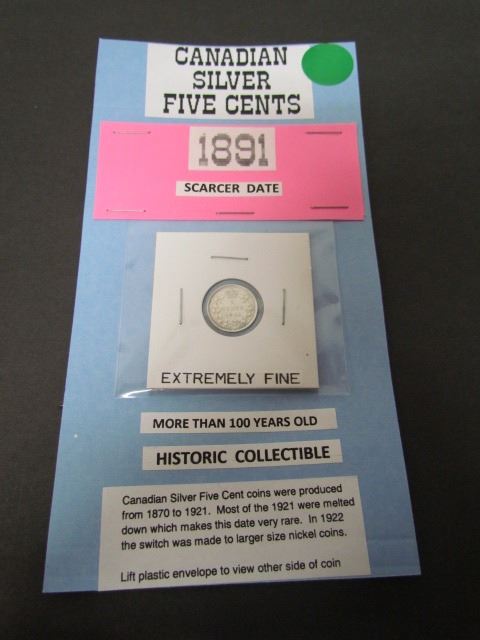 CANADIAN
SILVER
FIVE CENTS
1891
SCARCER DATE
EXTREMELY FINE
MORE THAN 100 YEARS OLD
HISTORIC COLLECTIBLE
Canadian Silver Five Cent coins were produced
from 1870 to 1921. Most of the 1921 were melted
down which makes this date very rare. In 1922
the switch was made to larger size nickel coins.
Lift plastic envelope to view other side of coin